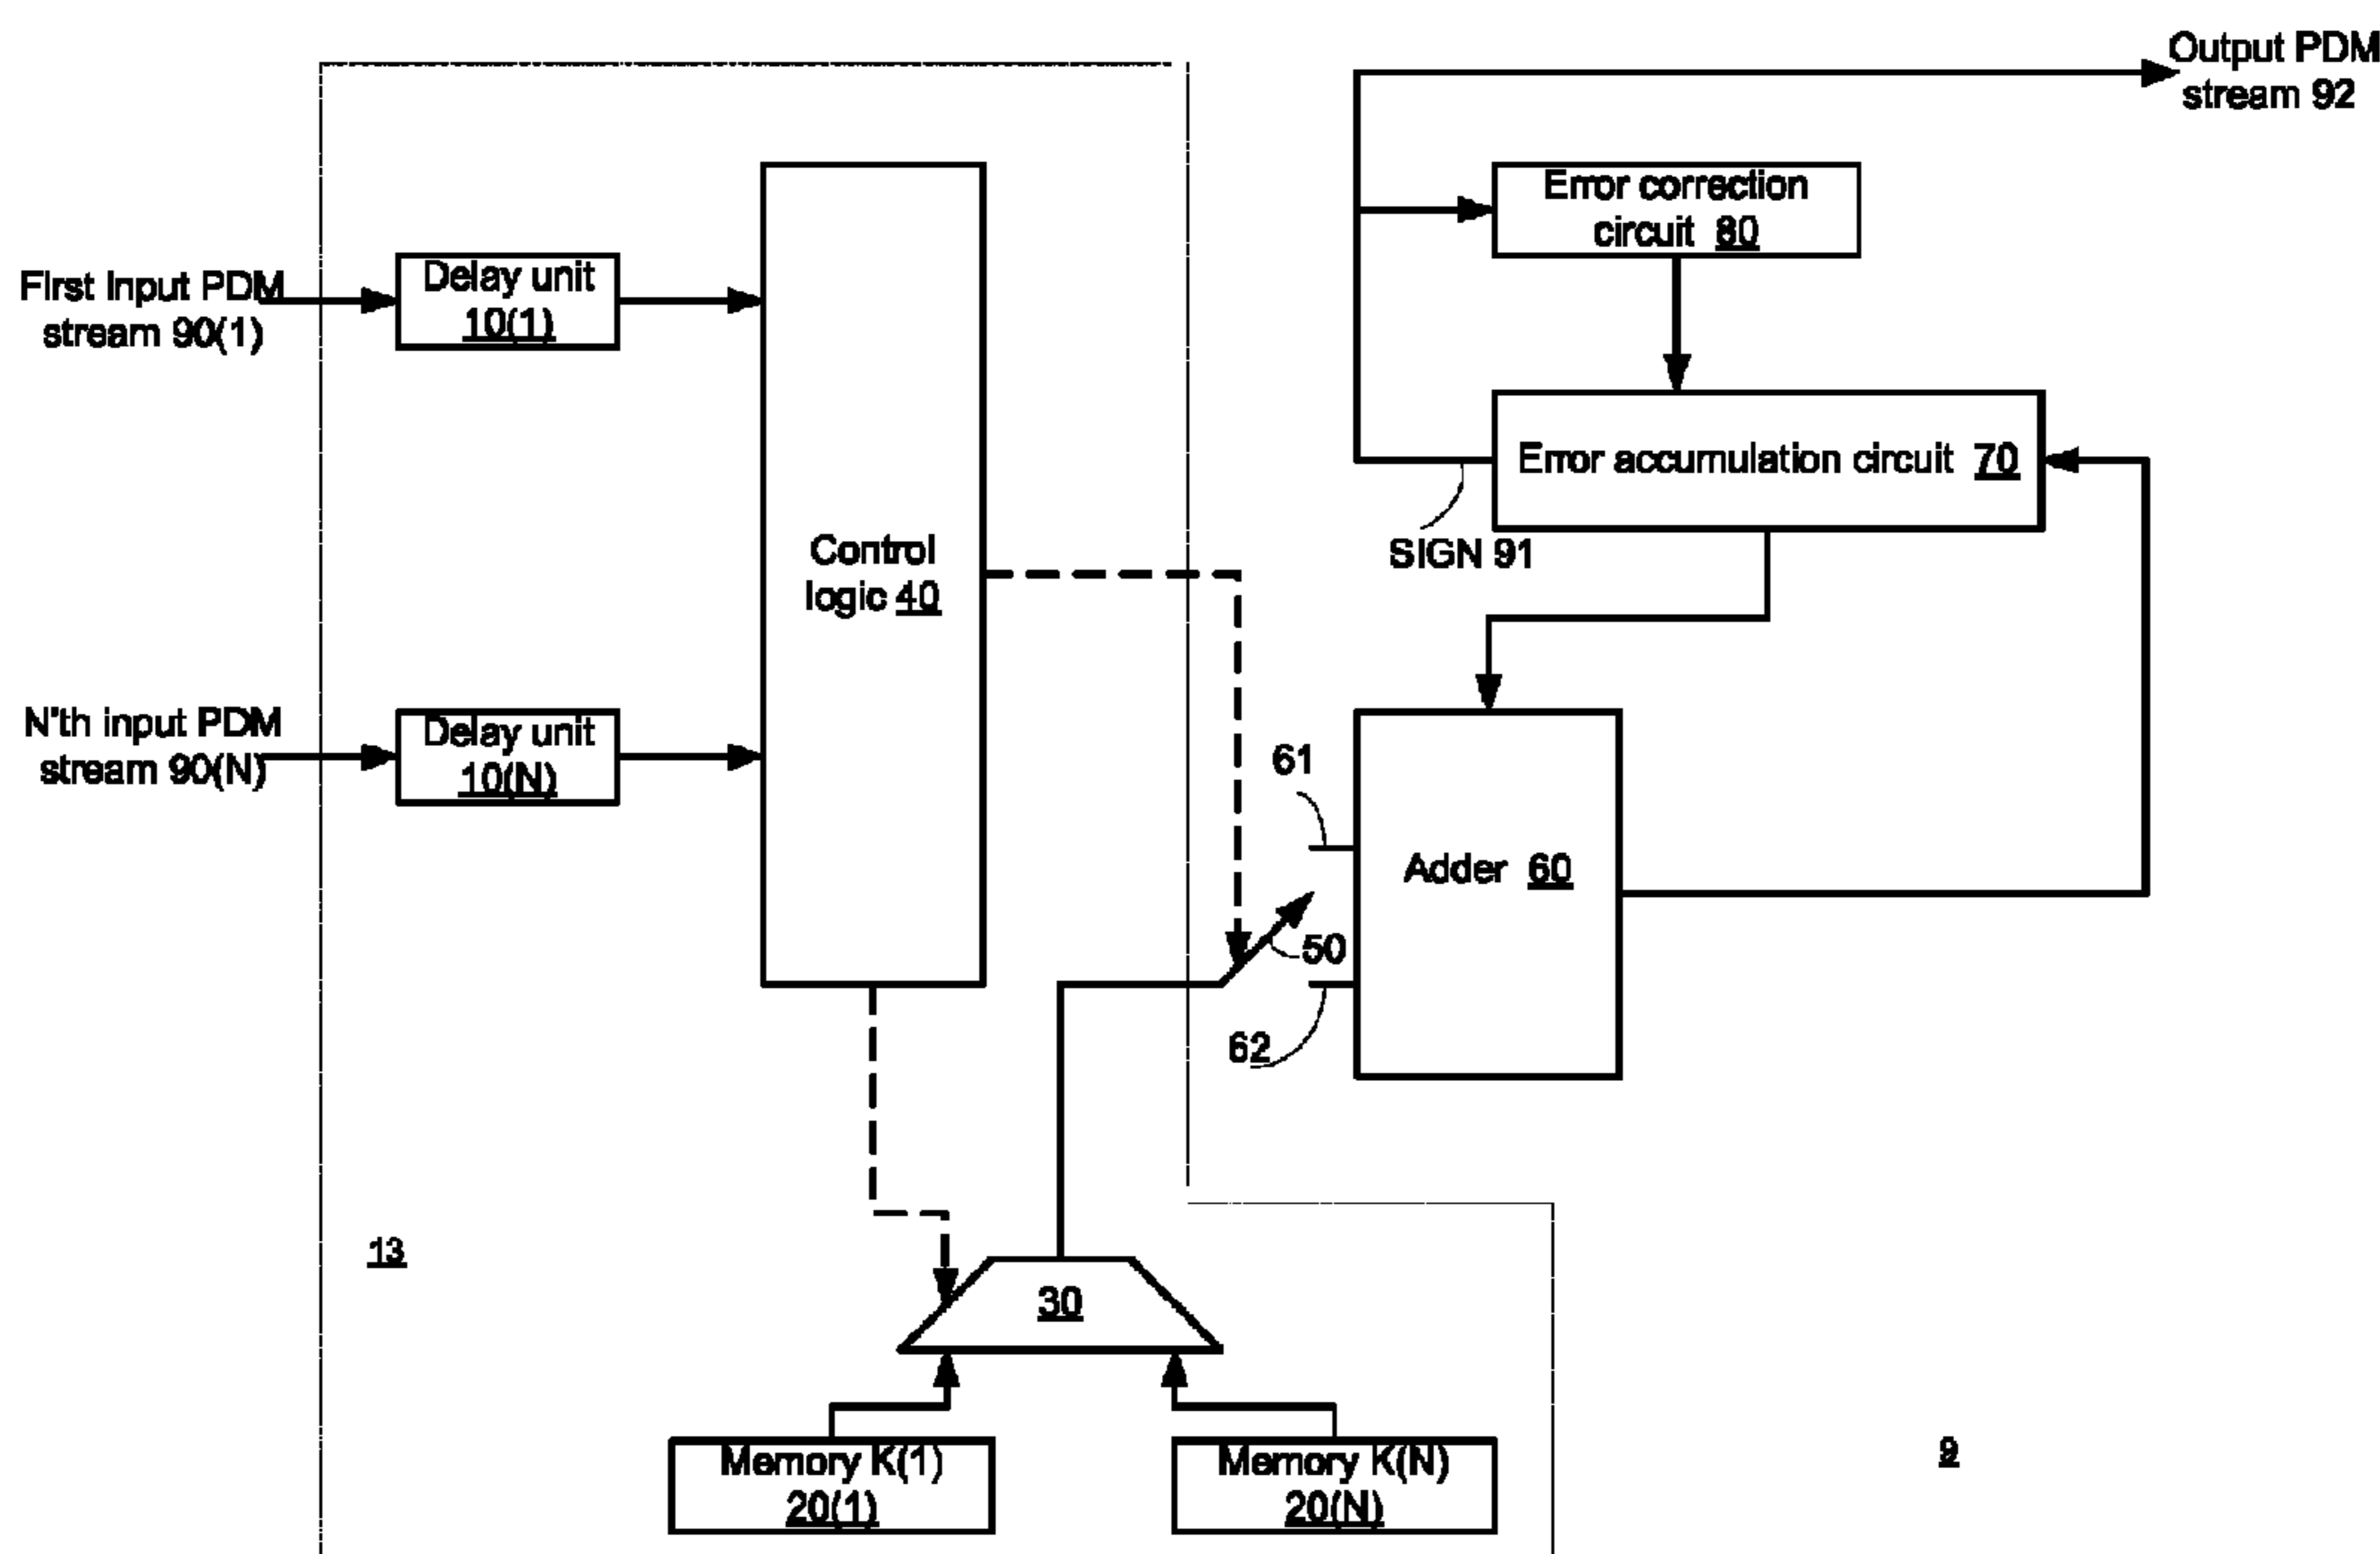 Output PDM
stream 92
Error correction
circuit 80
First Input PDM
stream 90(1)
Delay unit
10(1)
Error accumulation circuit 70
SIGN 91
Control
logic 40
N'th input PDM
stream 90(N)
Delay unit
10(N)
61
Adder 60
50
62
13
30
Memory K(1)
20(1)
Memory K(N)
20(N)
9